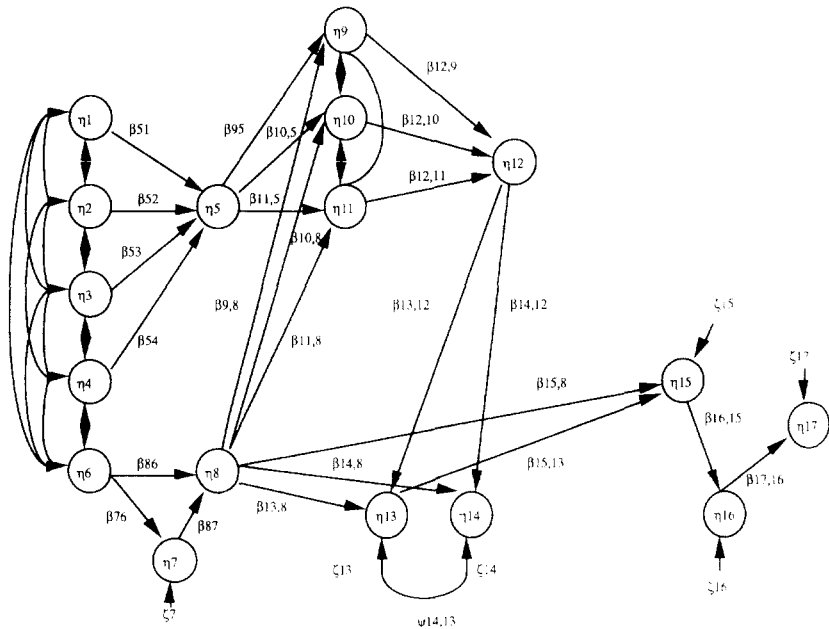 η9
β12,9
η1
η10
β12,10
β51
β95
β10,5
η12
η2
β52
η5
β11,5
η11
β12,11
β53
β10,8
η3
β9,8
β13,12
β14,12
ζ15
β54
β11,8
η4
ζ17
β15,8
η15
β16,15
η17
η6
β86
η8
β14,8
β15,13
β17,16
β76
β87
β13,8
η13
η14
η16
η7
ζ13
ζ14
ζ16
ζ7
ψ14,13